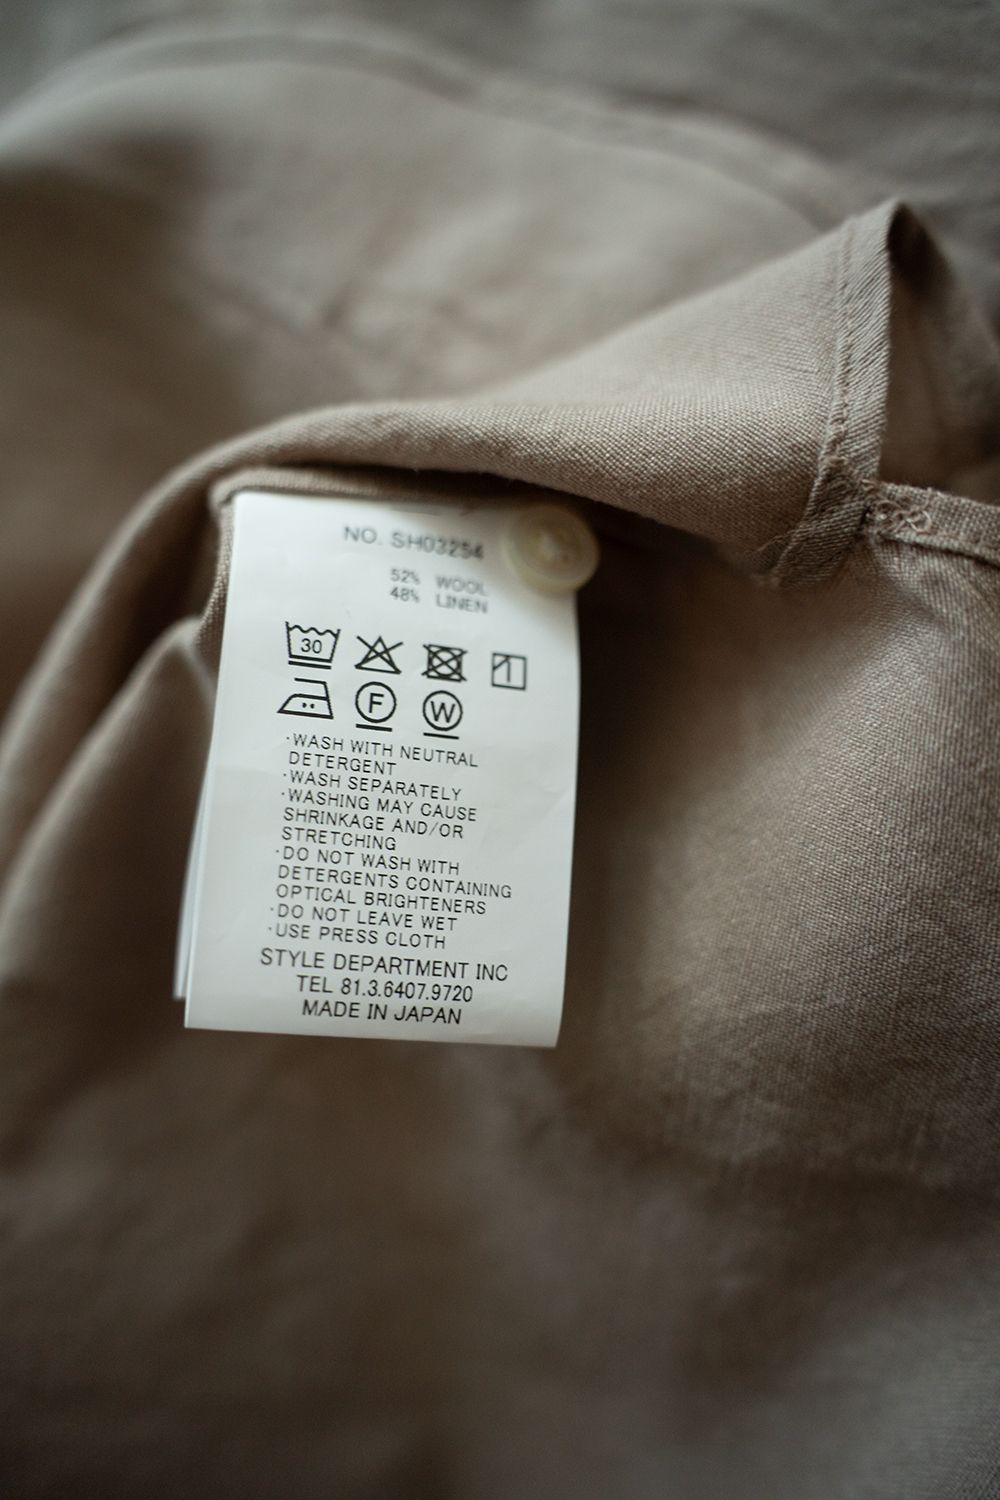 NO. SH03254
52% WOOL
48% LINEN
30
F W
·WASH WITH NEUTRAL
DETERGENT
·WASH SEPARATELY
·WASHING MAY CAUSE
SHRINKAGE AND/OR
STRETCHING
·DO NOT WASH WITH
DETERGENTS CONTAINING
OPTICAL BRIGHTENERS
·DO NOT LEAVE WET
·USE PRESS CLOTH
STYLE DEPARTMENT INC
TEL 81.3.6407.9720
MADE IN JAPAN